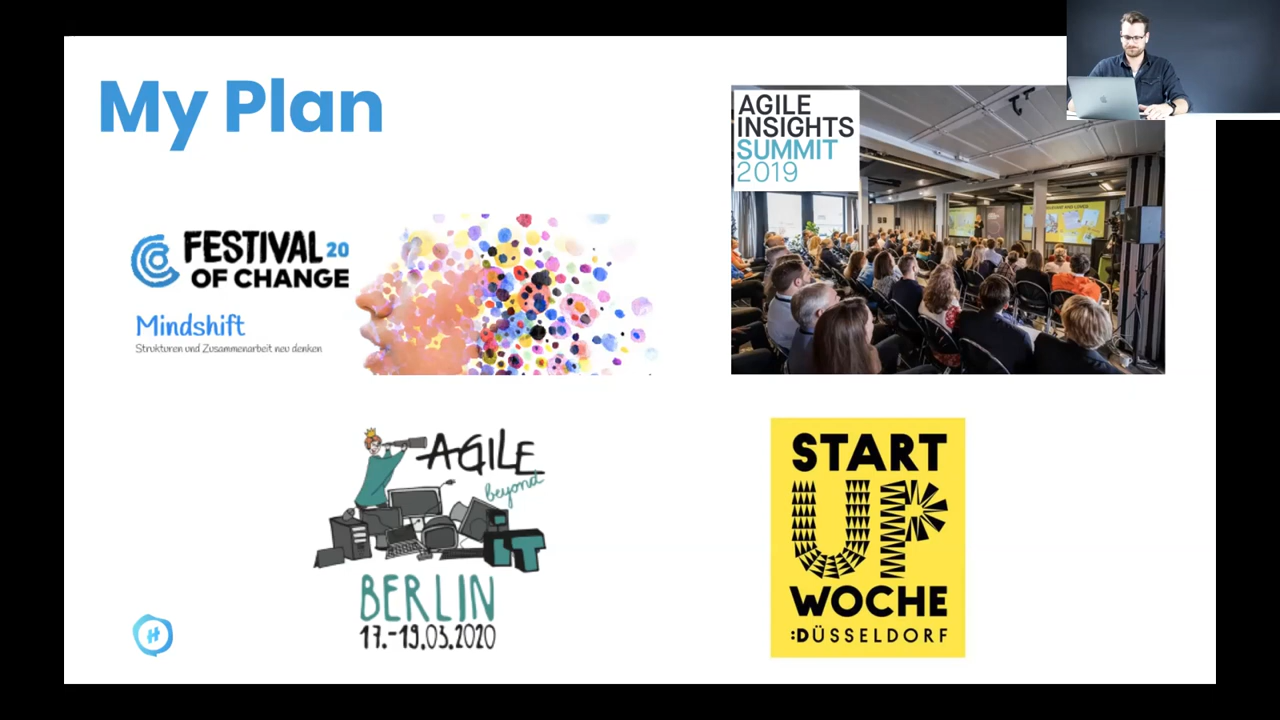 My Plan
AGILE
INSIGHTS
SUMMIT
2019
FESTIVAL 20
OF CHANGE
Mindshift
Strukturen und Zusammenarbeit neu denken
AGILE
beyond
IT
BERLIN
17.-19.03.2020
START
UP
WOCHE
:DÜSSELDORF
H